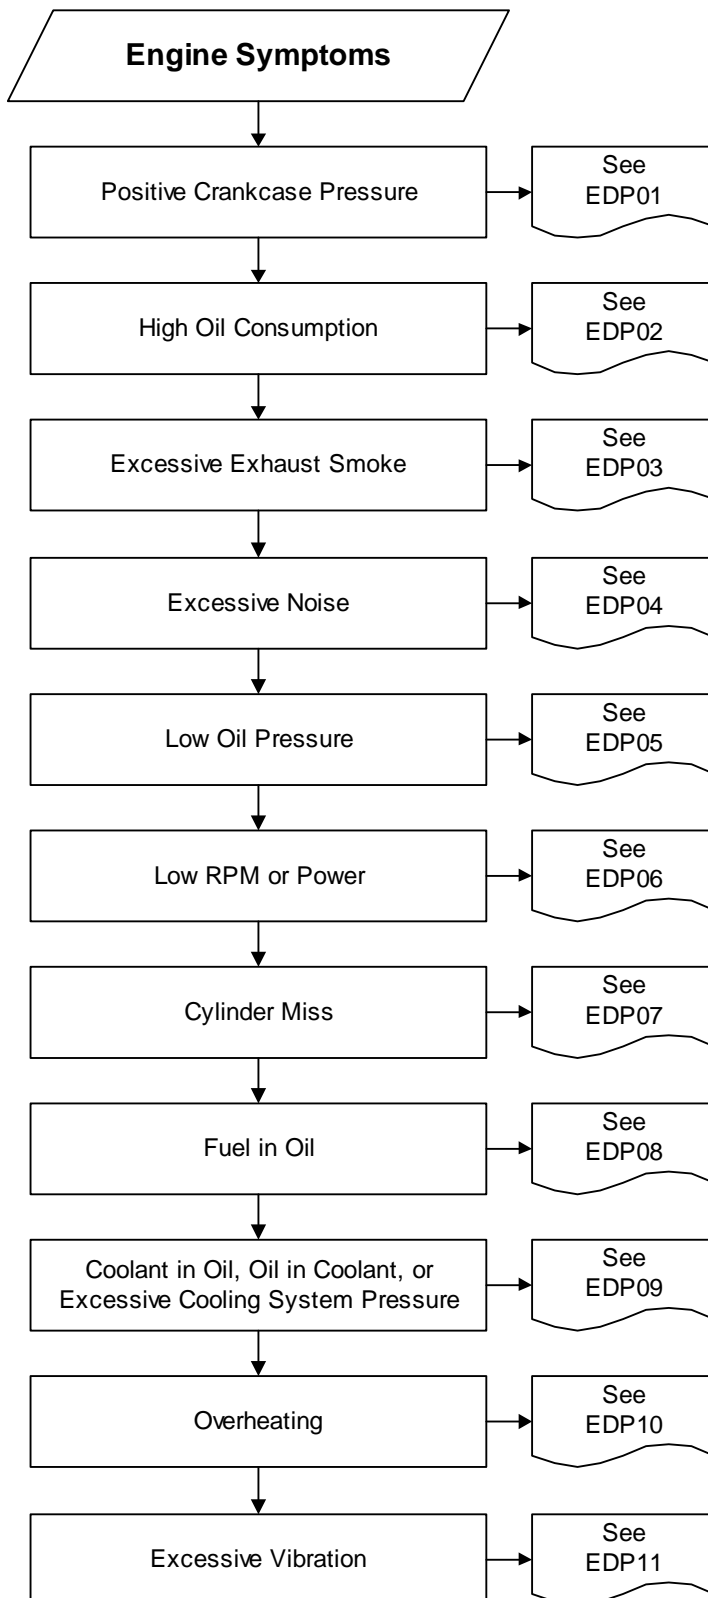 Engine Symptoms
Positive Crankcase Pressure
See
EDP01
High Oil Consumption
See
EDP02
Excessive Exhaust Smoke
See
EDP03
Excessive Noise
See
EDP04
Low Oil Pressure
See
EDP05
Low RPM or Power
See
EDP06
Cylinder Miss
See
EDP07
Fuel in Oil
See
EDP08
Coolant in Oil, Oil in Coolant, or
Excessive Cooling System Pressure
See
EDP09
Overheating
See
EDP10
Excessive Vibration
See
EDP11